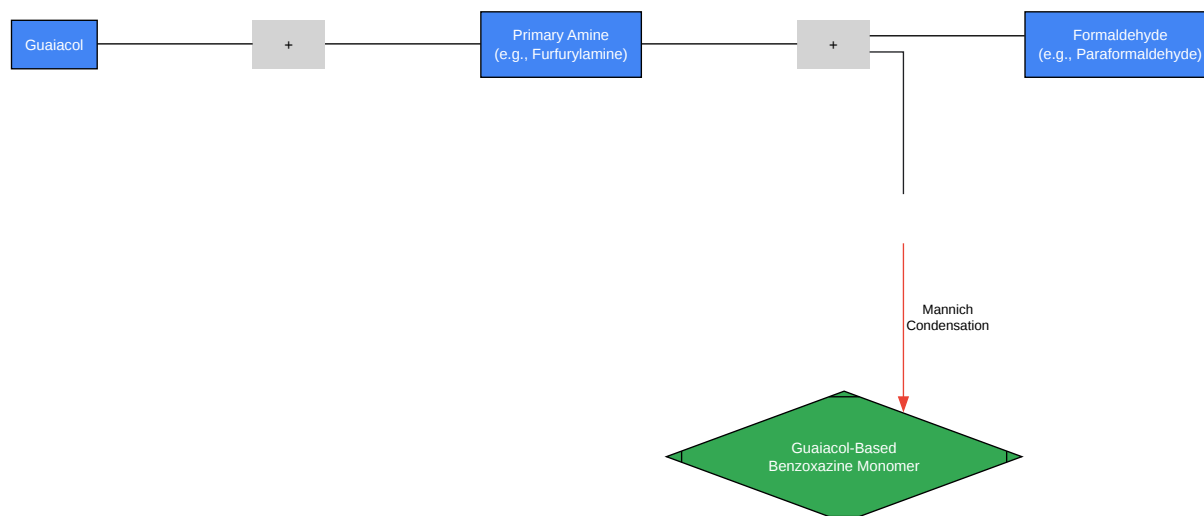 Guaiacol
+
Primary Amine
(e.g., Furfurylamine)
+
Formaldehyde
(e.g., Paraformaldehyde)
Mannich
Condensation
Guaiacol-Based
Benzoxazine Monomer